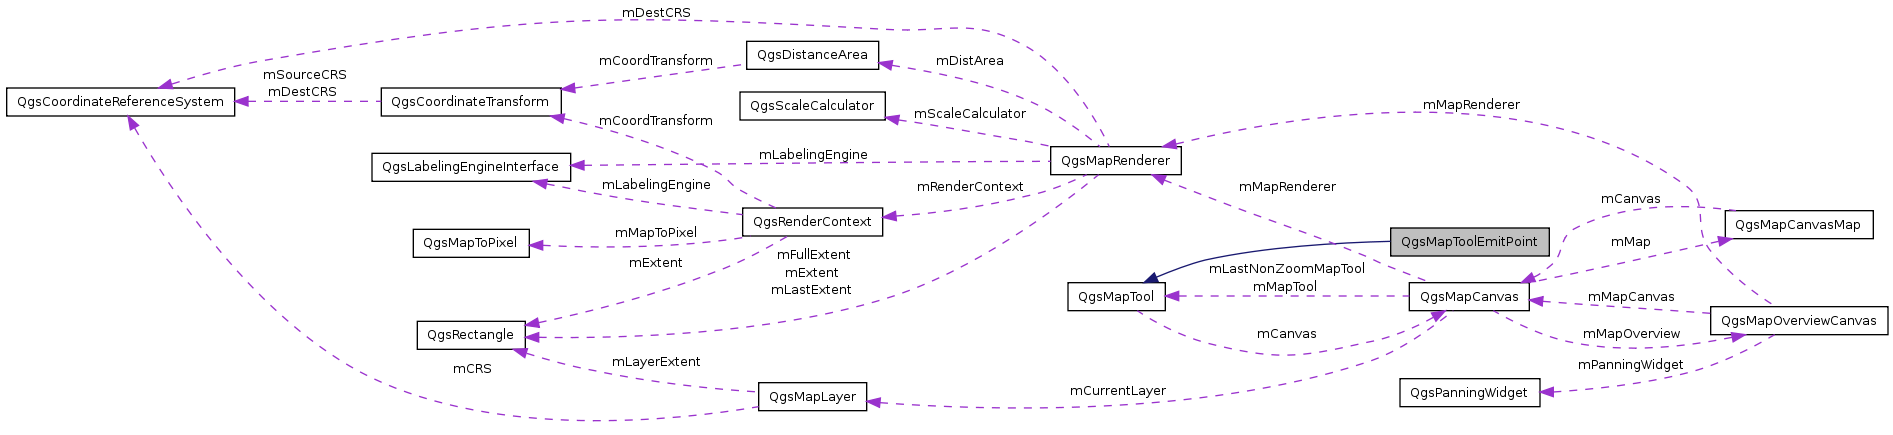 mDestCRS
QgsDistanceArea
mCoordTransform
mDistArea
mSourceCRS
mDestCRS
QgsCoordinateReferenceSystem
QgsCoordinateTransform
QgsScaleCalculator
mMapRenderer
mScaleCalculator
mCoordTransform
mLabelingEngine
QgsMapRenderer
QgsLabelingEngineInterface
mLabelingEngine
mRenderContext
mMapRenderer
mCanvas
QgsRenderContext
QgsMapCanvasMap
mMapToPixel
QgsMapToPixel
QgsMapToolEmitPoint
mMap
mExtent
mFullExtent
mExtent
mLastExtent
mLastNonZoomMapTool
mMapTool
QgsMapTool
QgsMapCanvas
mMapCanvas
QgsMapOverviewCanvas
QgsRectangle
mCanvas
mMapOverview
mCRS
mLayerExtent
mPanningWidget
QgsMapLayer
mCurrentLayer
QgsPanningWidget